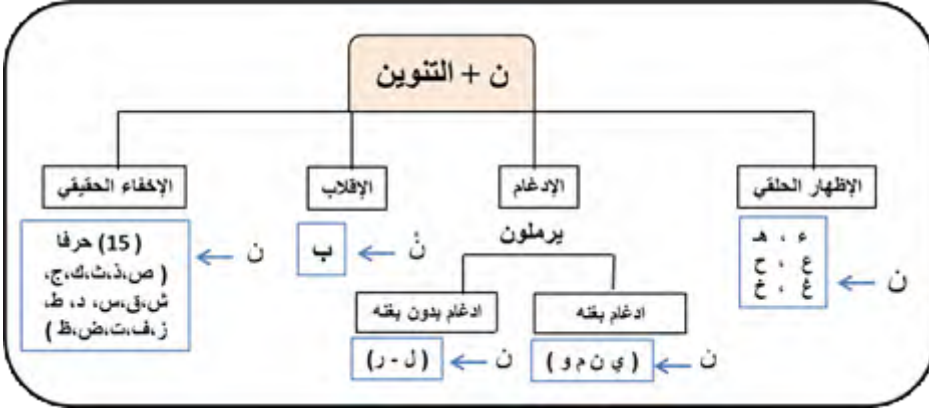 ن + التنوين
الإظهار الحلقي
الإدغام
الإقلاب
الإخفاء الحقيقي
ن
ء ، هـ
ع ، ح
غ ، خ
يرملون
ادغام بغنه
ادغام بدون بغنه
ن
( ي ن م و )
ن
( ل - ر )
نْ
ب
ن
( 15 ) حرفا
( ص،ذ،ث،ك،ج،
ش،ق،س، د، ط،
ز،ف،ت،ض،ظ )